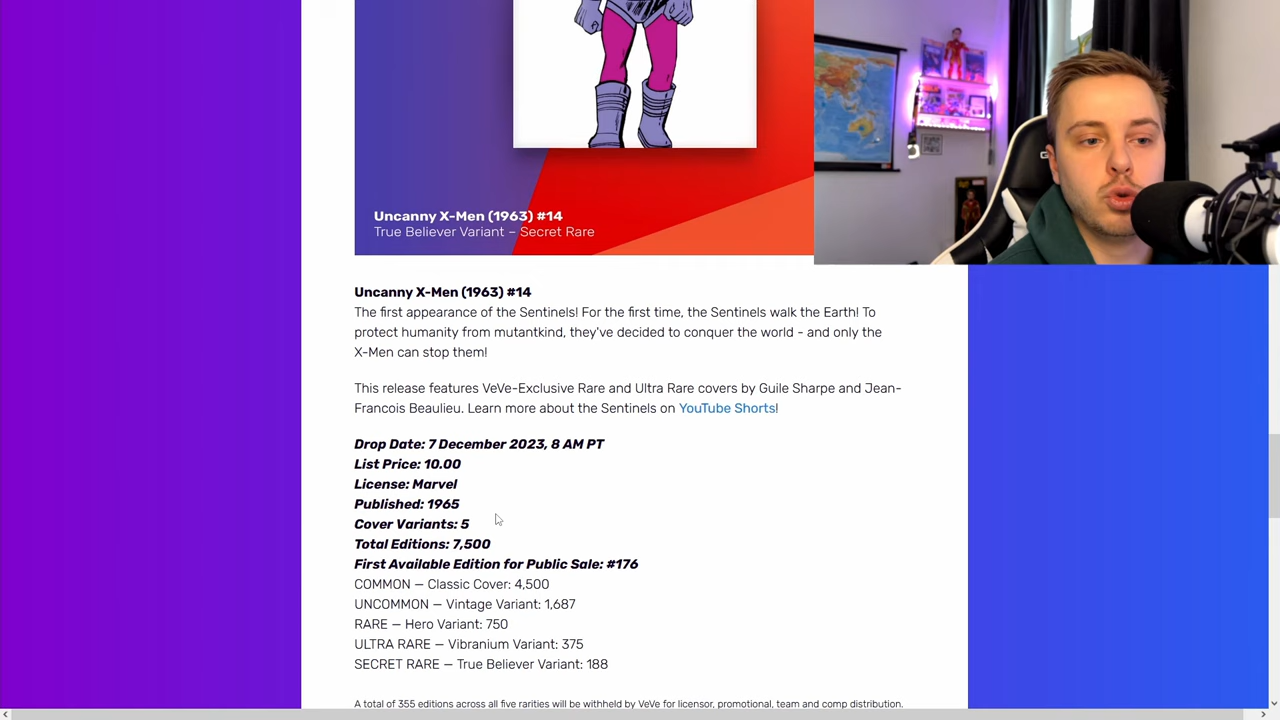 Uncanny X-Men (1963) #14
True Believer Variant – Secret Rare
Uncanny X-Men (1963) #14
The first appearance of the Sentinels! For the first time, the Sentinels walk the Earth! To
protect humanity from mutantkind, they've decided to conquer the world - and only the
X-Men can stop them!
This release features VeVe-Exclusive Rare and Ultra Rare covers by Guile Sharpe and Jean-
Francois Beaulieu. Learn more about the Sentinels on YouTube Shorts!
Drop Date: 7 December 2023, 8 AM PT
List Price: 10.00
License: Marvel
Published: 1965
Cover Variants: 5
Total Editions: 7,500
First Available Edition for Public Sale: #176
COMMON — Classic Cover: 4,500
UNCOMMON — Vintage Variant: 1,687
RARE — Hero Variant: 750
ULTRA RARE — Vibranium Variant: 375
SECRET RARE — True Believer Variant: 188
A total of 355 editions across all five rarities will be withheld by VeVe for licensor, promotional, team and comp distribution.